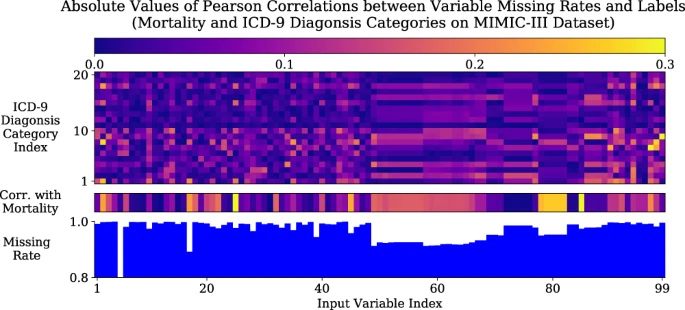 Absolute Values of Pearson Correlations between Variable Missing Rates and Labels
(Mortality and ICD-9 Diagonsis Categories on MIMIC-III Dataset)
0.0 0.1 0.2 0.3
20
ICD-9
Diagonsis
Category
Index
10
1
Corr. with
Mortality
1.0
Missing
Rate
0.8
1 20 40 60 80 99
Input Variable Index